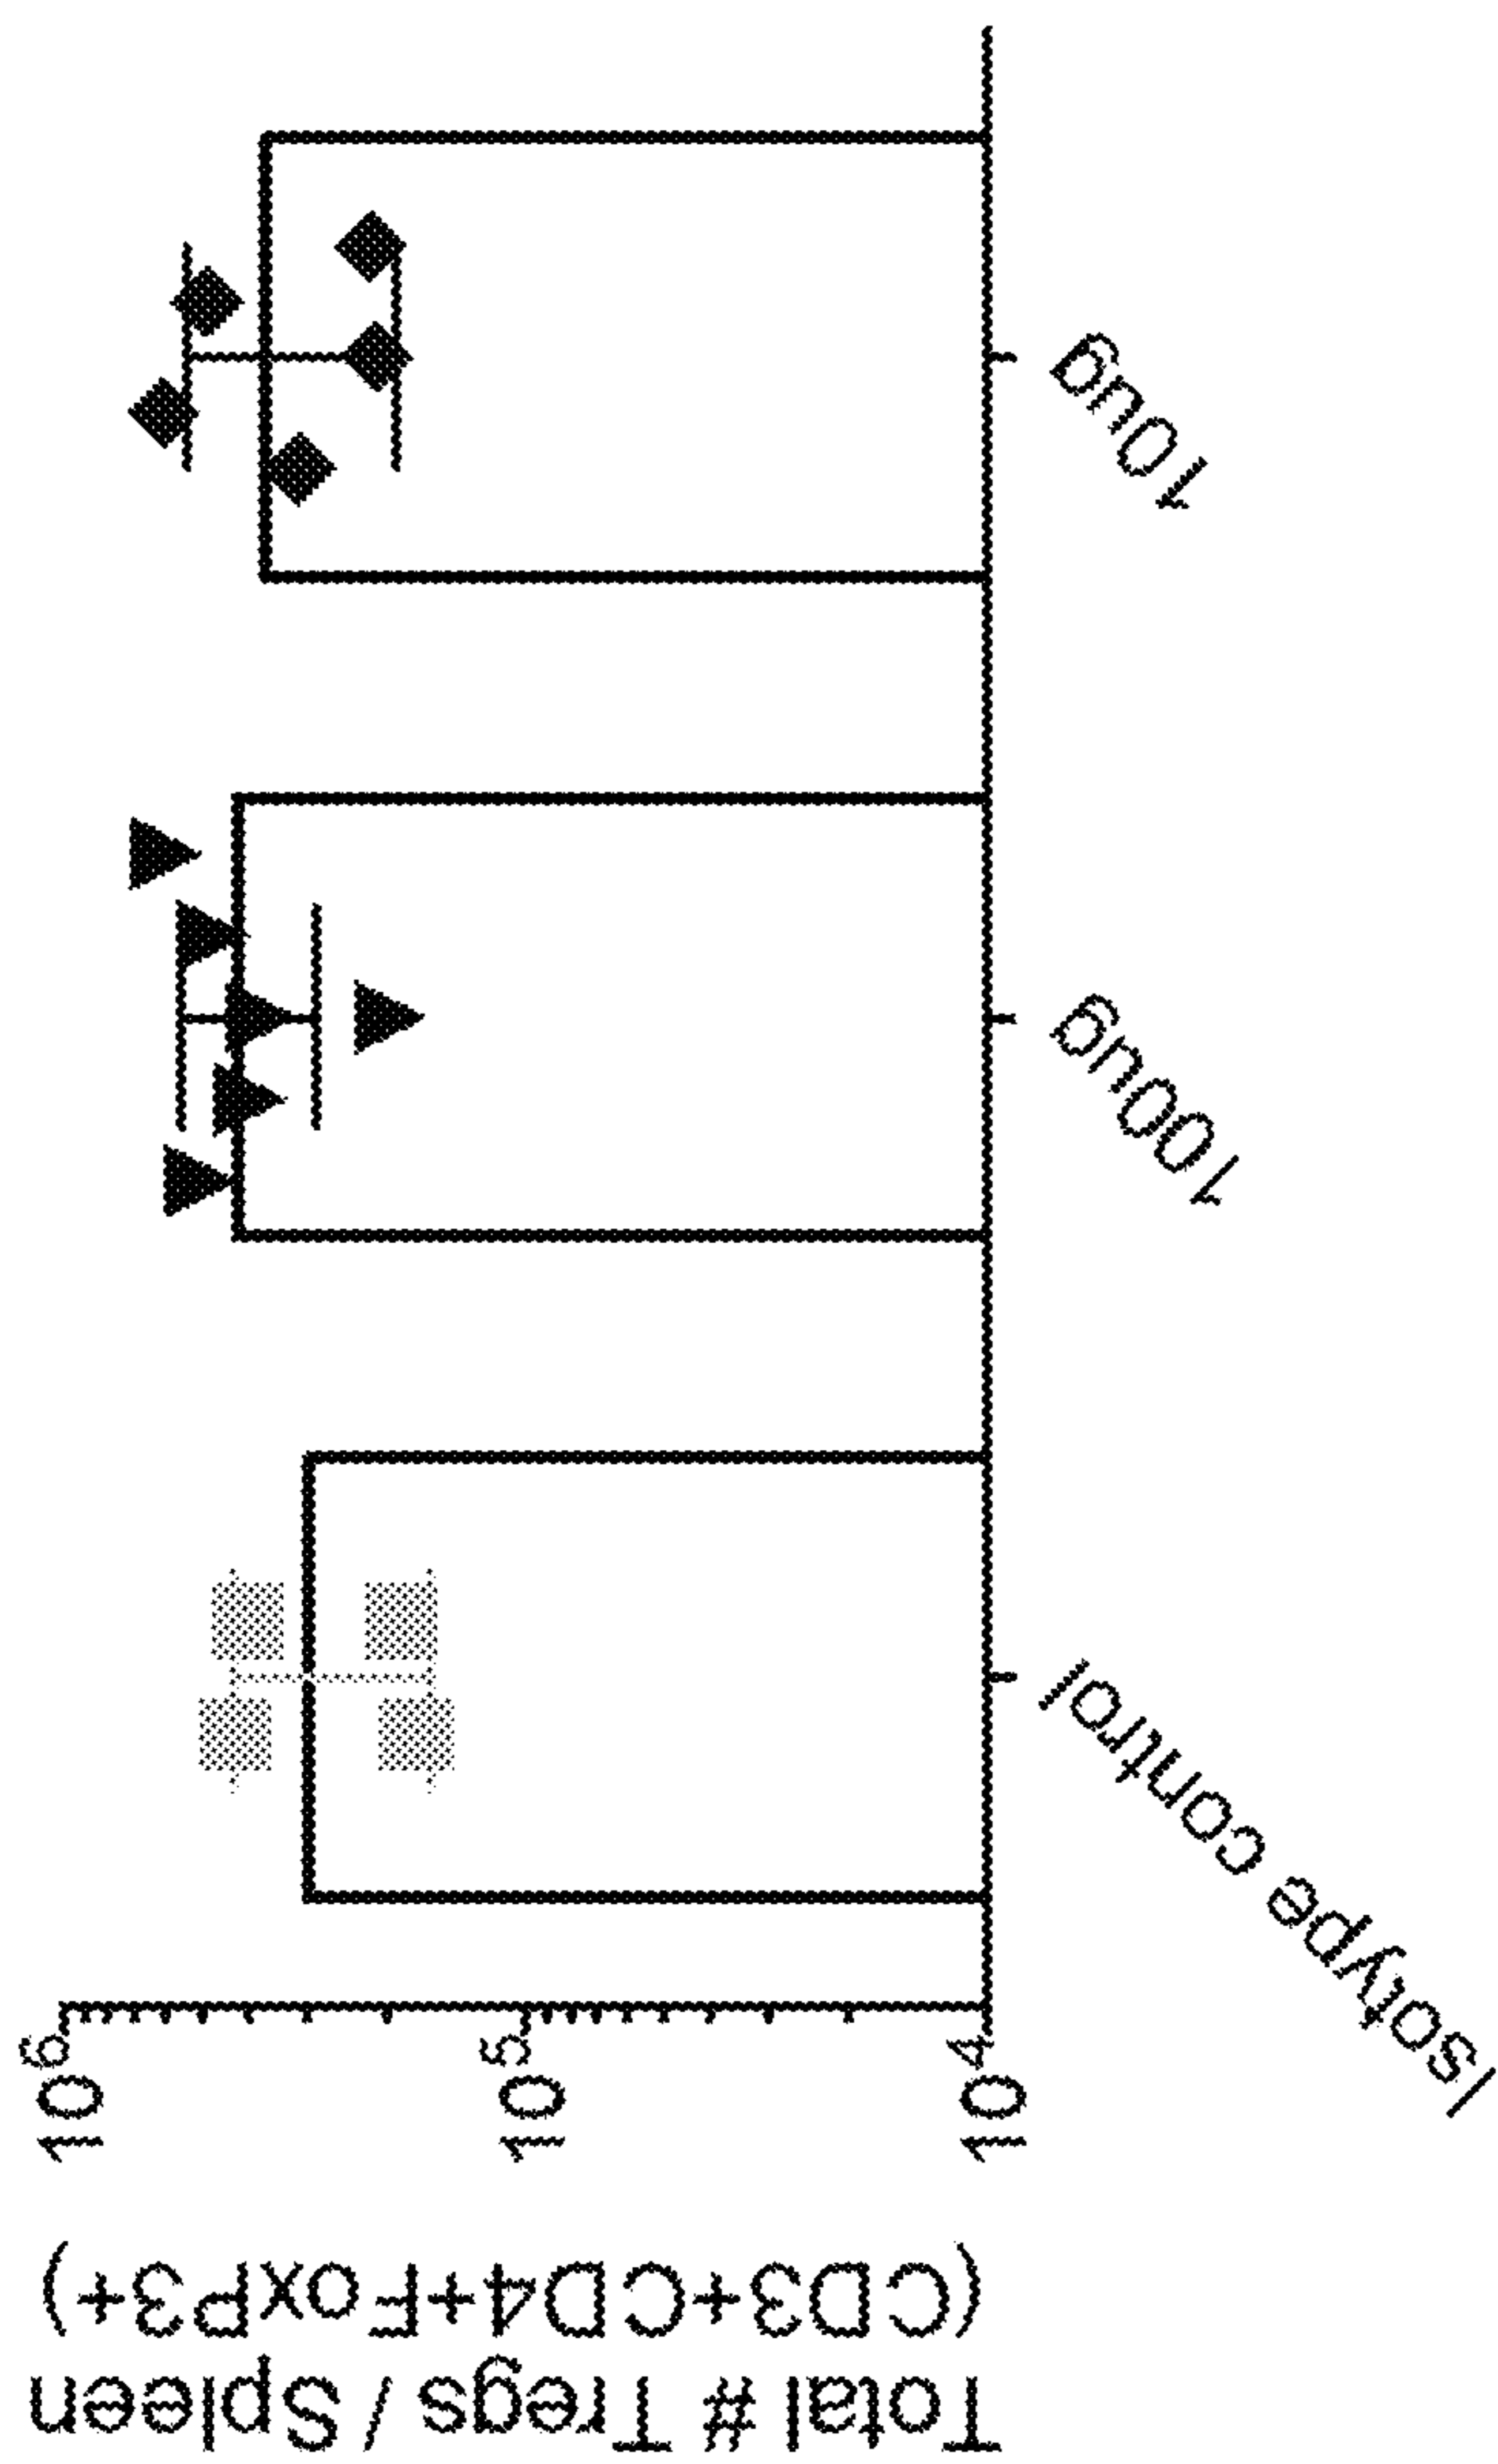 Total # Tregs / Spleen
(CD3+CD4+FoxP3+)
10⁶
10⁵
10⁴
Isotype control
100ug
10ug